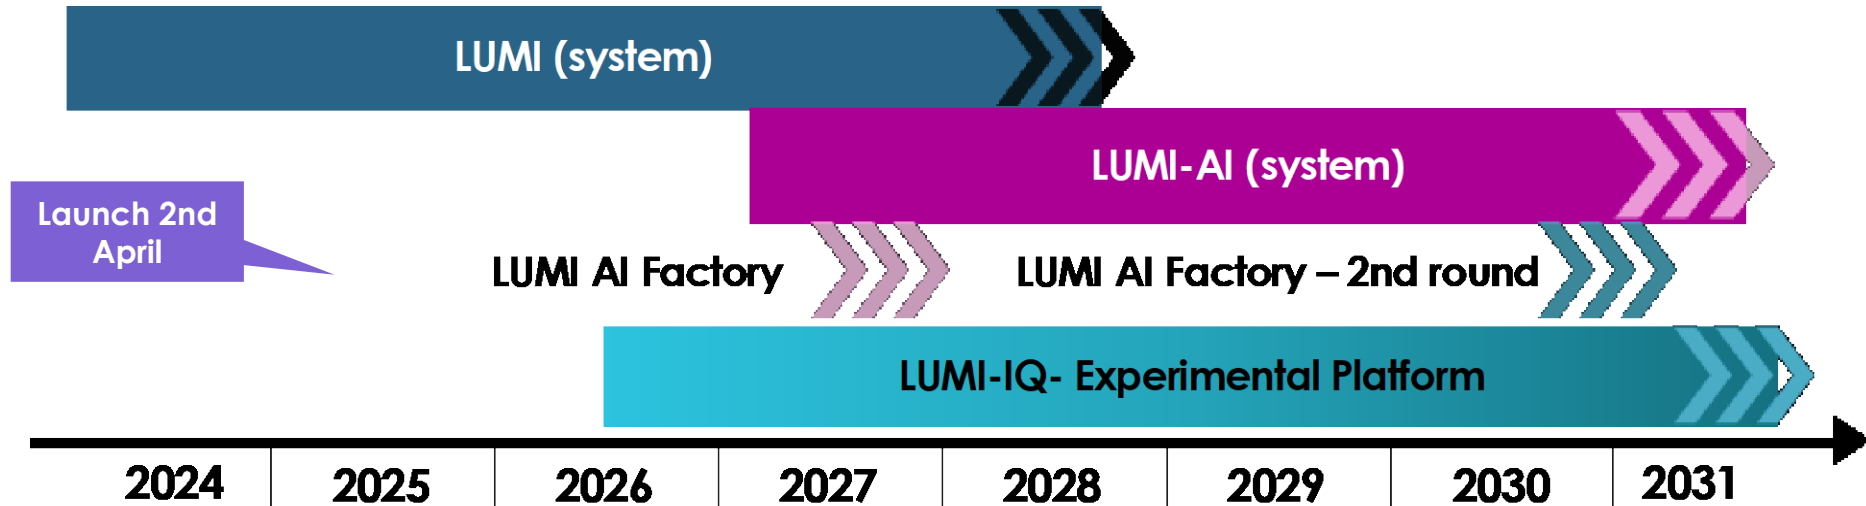 LUMI (system)
LUMI-AI (system)
Launch 2nd
April
LUMI AI Factory
LUMI AI Factory – 2nd round
LUMI-IQ- Experimental Platform
2024
2025
2026
2027
2028
2029
2030
2031